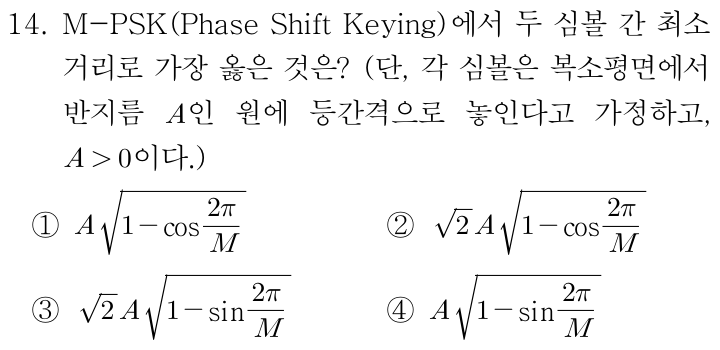 14. M-PSK(Phase Shift Keying)에서 두 심볼 간 최소
거리로 가장 옳은 것은? (단, 각 심볼은 복소평면에서
반지름 A인 원에 등간격으로 놓인다고 가정하고,
A > 0이다.)
① A√(1-cos 2π/M) ② √2 A√(1-cos 2π/M)
③ √2 A√(1-sin 2π/M) ④ A√(1-sin 2π/M)